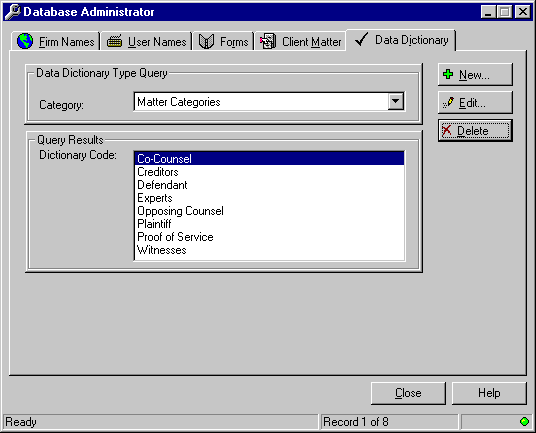 Database Administrator
Firm Names User Names Forms Client Matter Data Dictionary
Data Dictionary Type Query
Category: Matter Categories
New...
Edit...
Delete
Query Results
Dictionary Code:
Co-Counsel
Creditors
Defendant
Experts
Opposing Counsel
Plaintiff
Proof of Service
Witnesses
Close Help
Ready Record 1 of 8